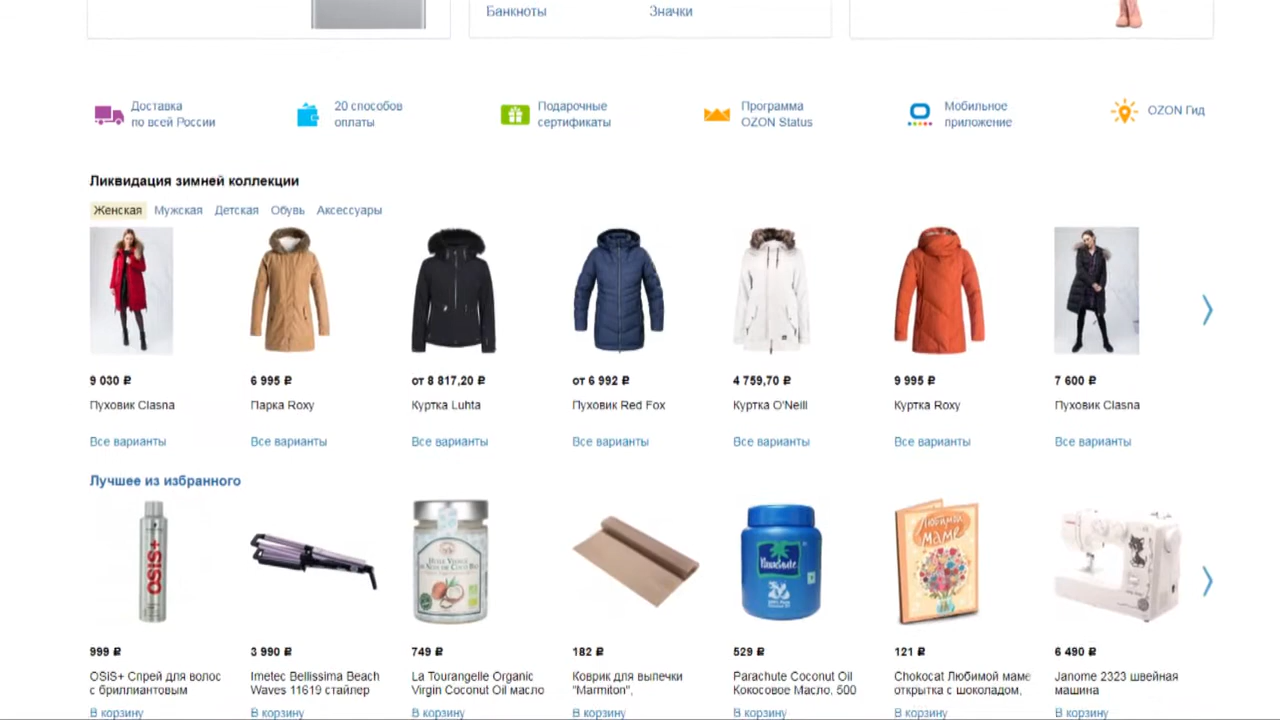 Банкноты
Значки
Доставка
по всей России
20 способов
оплаты
Подарочные
сертификаты
Программа
OZON Status
Мобильное
приложение
OZON Гид
Ликвидация зимней коллекции
Женская Мужская Детская Обувь Аксессуары
9 030 ₽
6 995 ₽
от 8 817,20 ₽
от 6 992 ₽
4 759,70 ₽
9 995 ₽
7 600 ₽
Пуховик Clasna
Парка Roxy
Куртка Luhta
Пуховик Red Fox
Куртка O'Neill
Куртка Roxy
Пуховик Clasna
Все варианты
Все варианты
Все варианты
Все варианты
Все варианты
Все варианты
Все варианты
Лучшее из избранного
OSiS+
Parachute
Любимой
маме
999 ₽
3 990 ₽
749 ₽
182 ₽
529 ₽
121 ₽
6 490 ₽
OSiS+ Спрей для волос
с бриллиантовым
Imetec Bellissima Beach
Waves 11619 стайлер
La Tourangelle Organic
Virgin Coconut Oil масло
Коврик для выпечки
"Marmiton",
Parachute Coconut Oil
Кокосовое Масло, 500
Chokocat Любимой маме
открытка с шоколадом,
Janome 2323 швейная
машина
В корзину
В корзину
В корзину
В корзину
В корзину
В корзину
В корзину